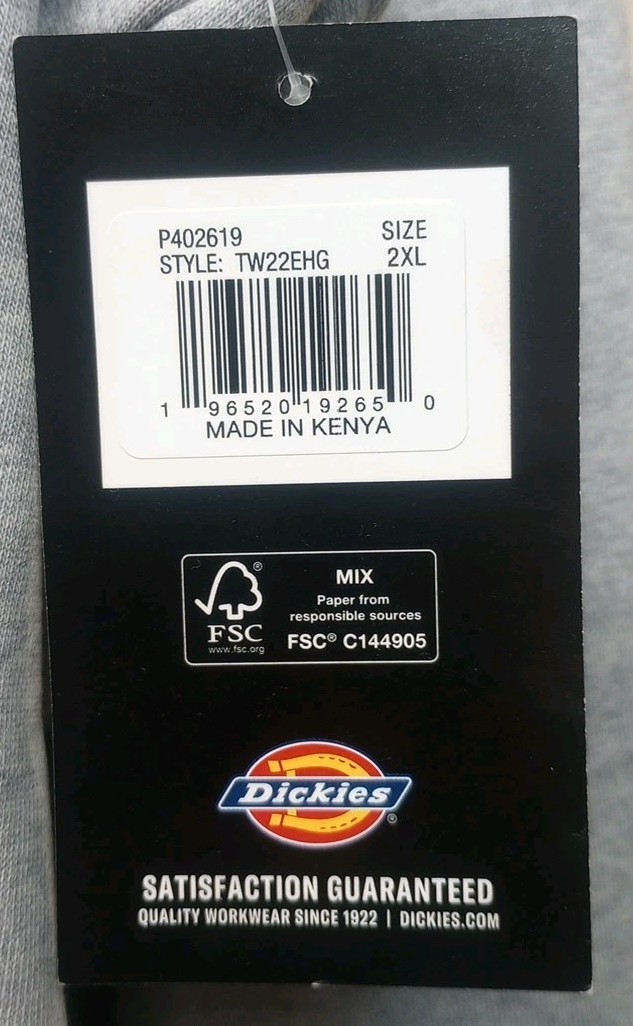 P402619 SIZE
STYLE: TW22EHG 2XL
1 96520 19265 0
MADE IN KENYA
FSC®
www.fsc.org
MIX
Paper from
responsible sources
FSC® C144905
Dickies®
SATISFACTION GUARANTEED
QUALITY WORKWEAR SINCE 1922 | DICKIES.COM